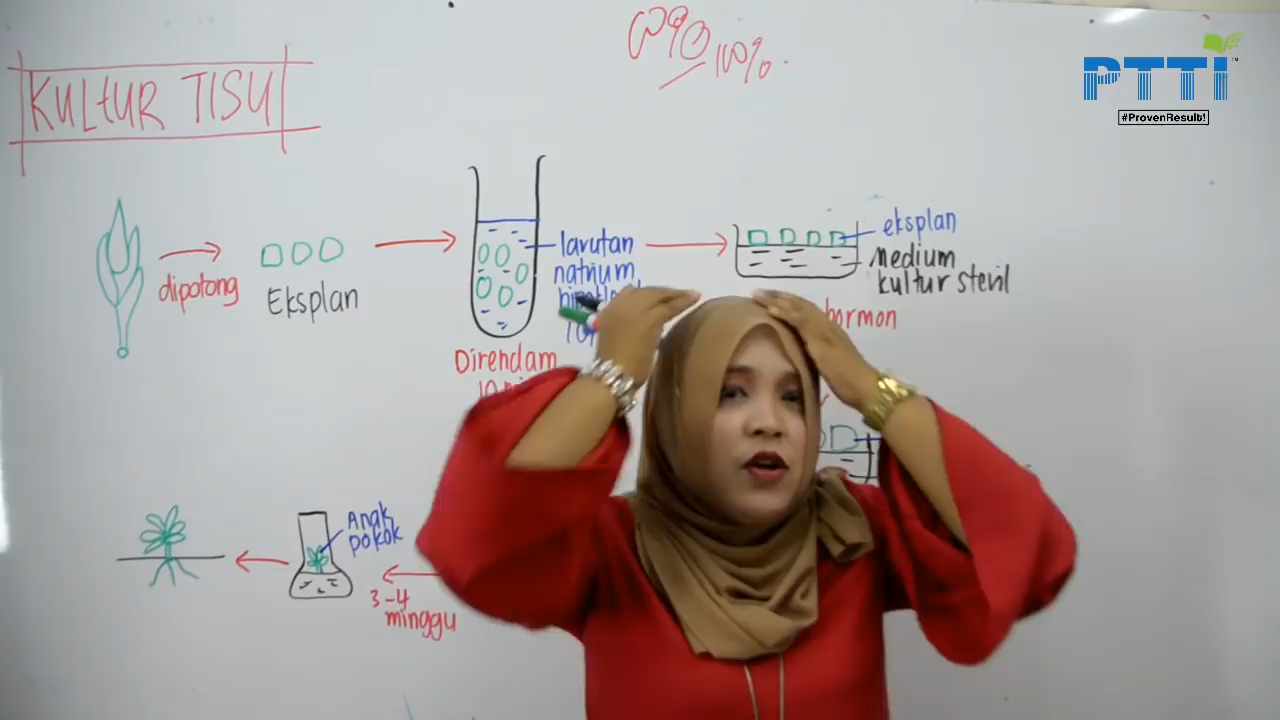 KULTUR TISU
100%
PTTI
#ProvenResult!
dipotong
Eksplan
larutan
natrium
Direndam
eksplan
medium
kultur steril
hormon
Anak
pokok
3-4
minggu